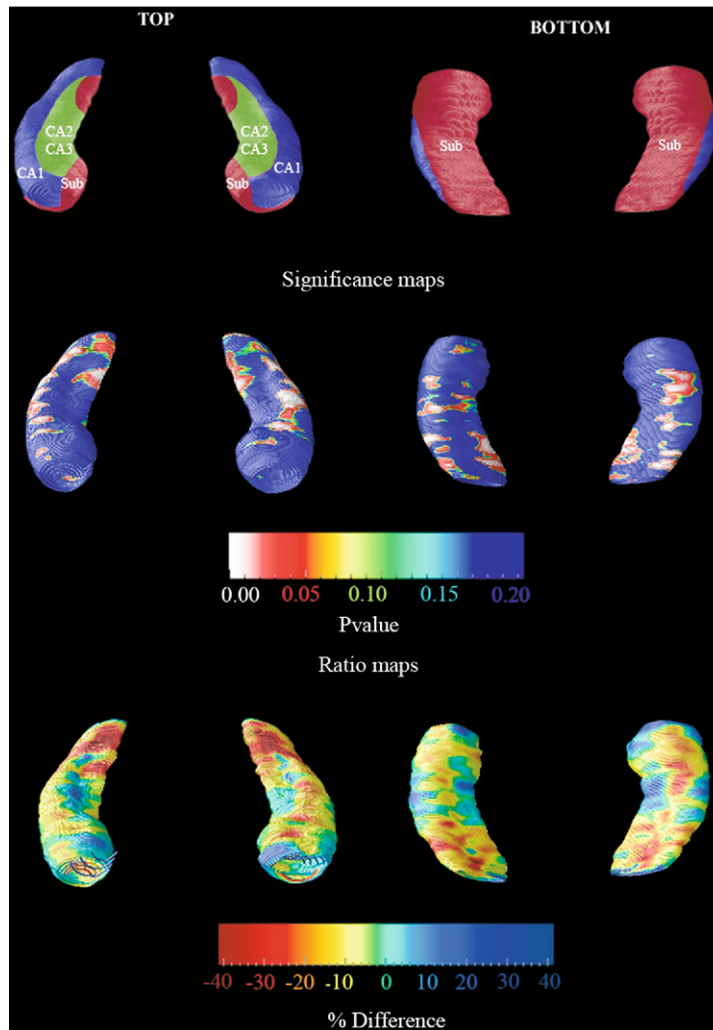 TOP
BOTTOM
CA2
CA3
CA1
Sub
CA2
CA3
CA1
Sub
Sub
Sub
Significance maps
0.00 0.05 0.10 0.15 0.20
Pvalue
Ratio maps
-40 -30 -20 -10 0 10 20 30 40
% Difference